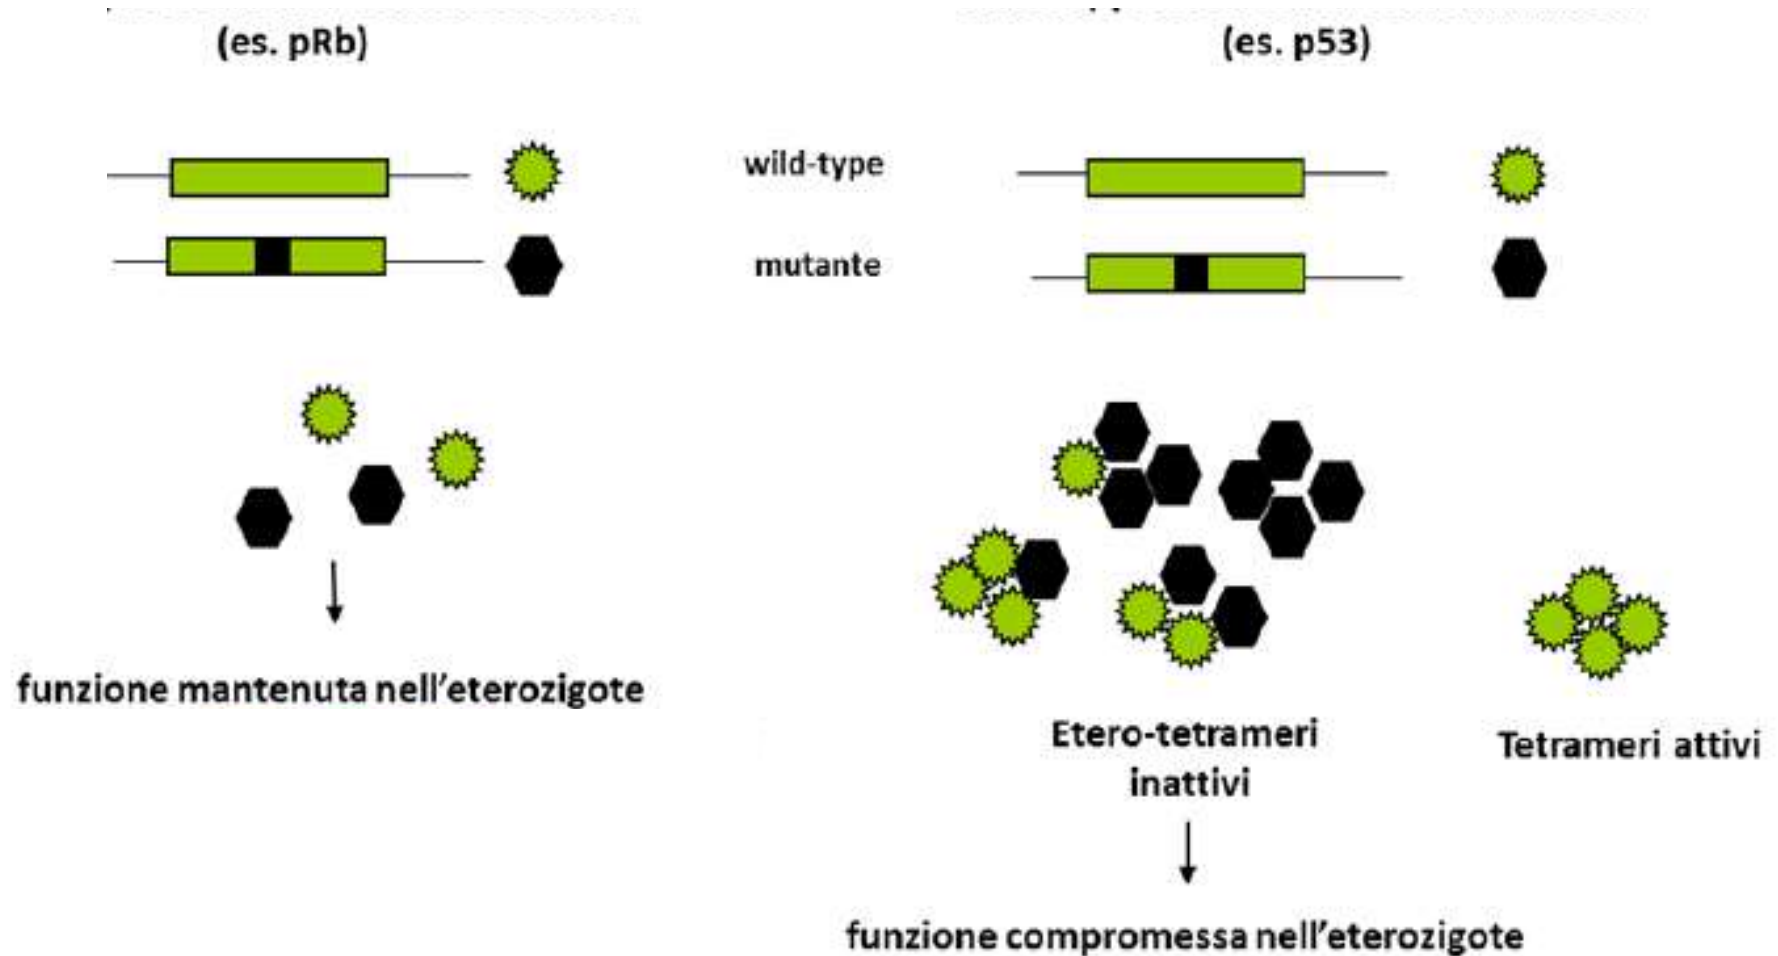 (es. pRb)
(es. p53)
wild-type
mutante
funzione mantenuta nell'eterozigote
Etero-tetrameri
inattivi
Tetrameri attivi
funzione compromessa nell'eterozigote